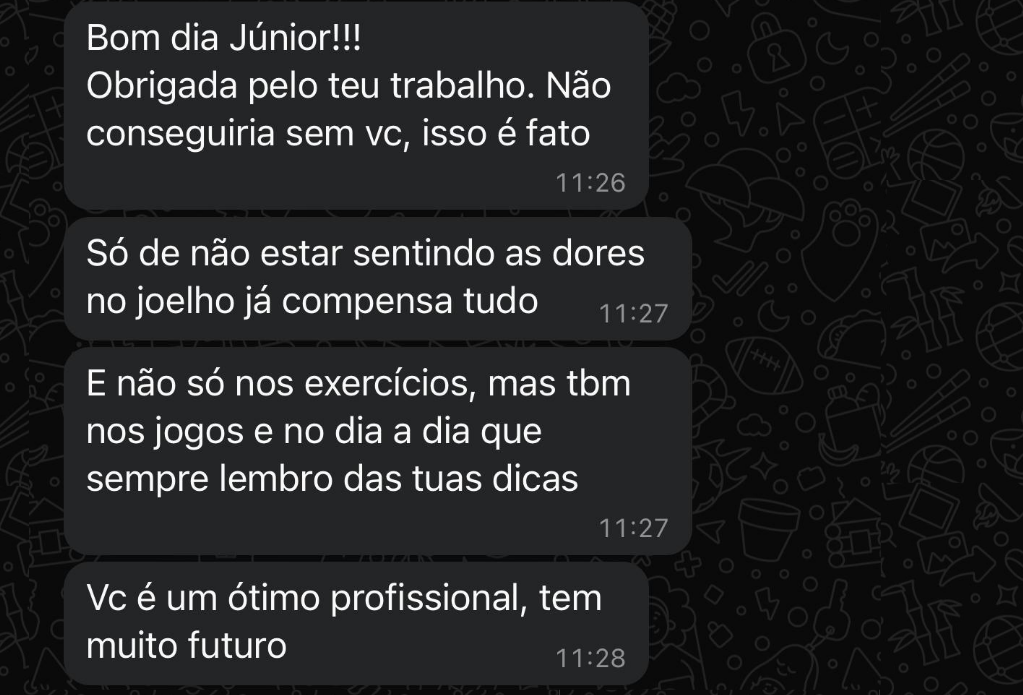 Bom dia Júnior!!!
Obrigada pelo teu trabalho. Não
conseguiria sem vc, isso é fato
11:26
Só de não estar sentindo as dores
no joelho já compensa tudo
11:27
E não só nos exercícios, mas tbm
nos jogos e no dia a dia que
sempre lembro das tuas dicas
11:27
Vc é um ótimo profissional, tem
muito futuro
11:28